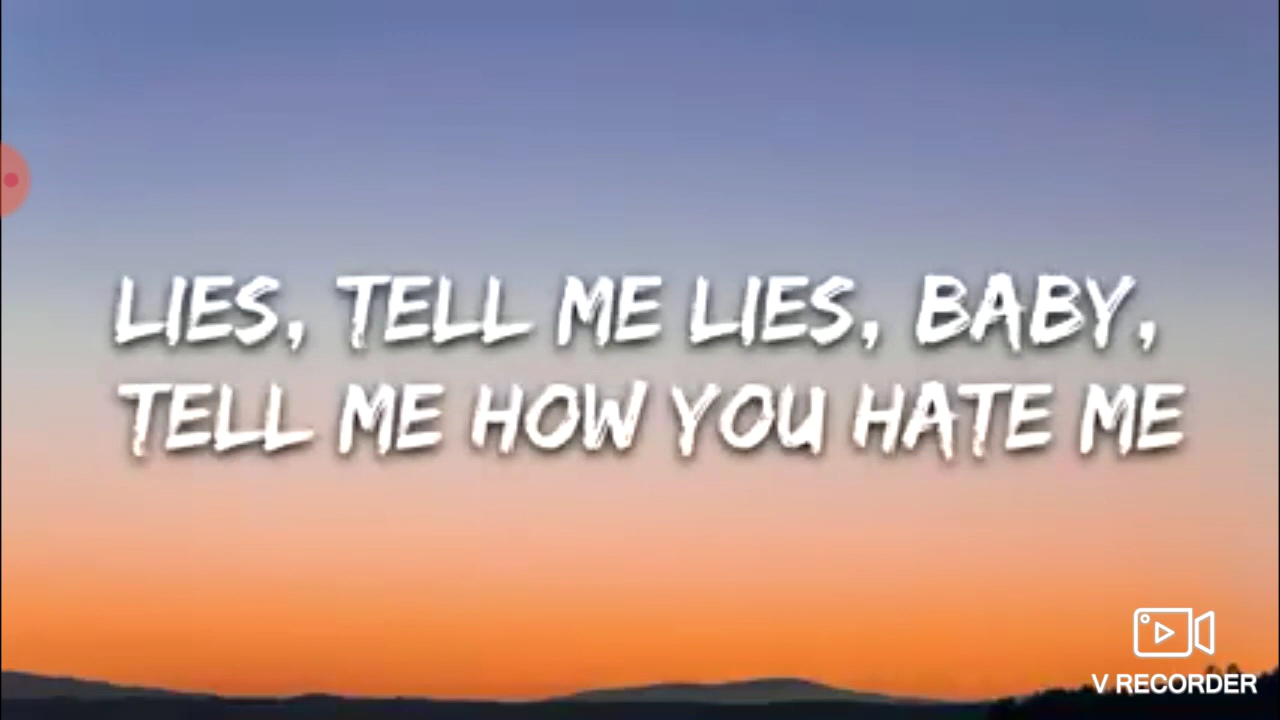 LIES, TELL ME LIES, BABY,
TELL ME HOW YOU HATE ME
V RECORDER